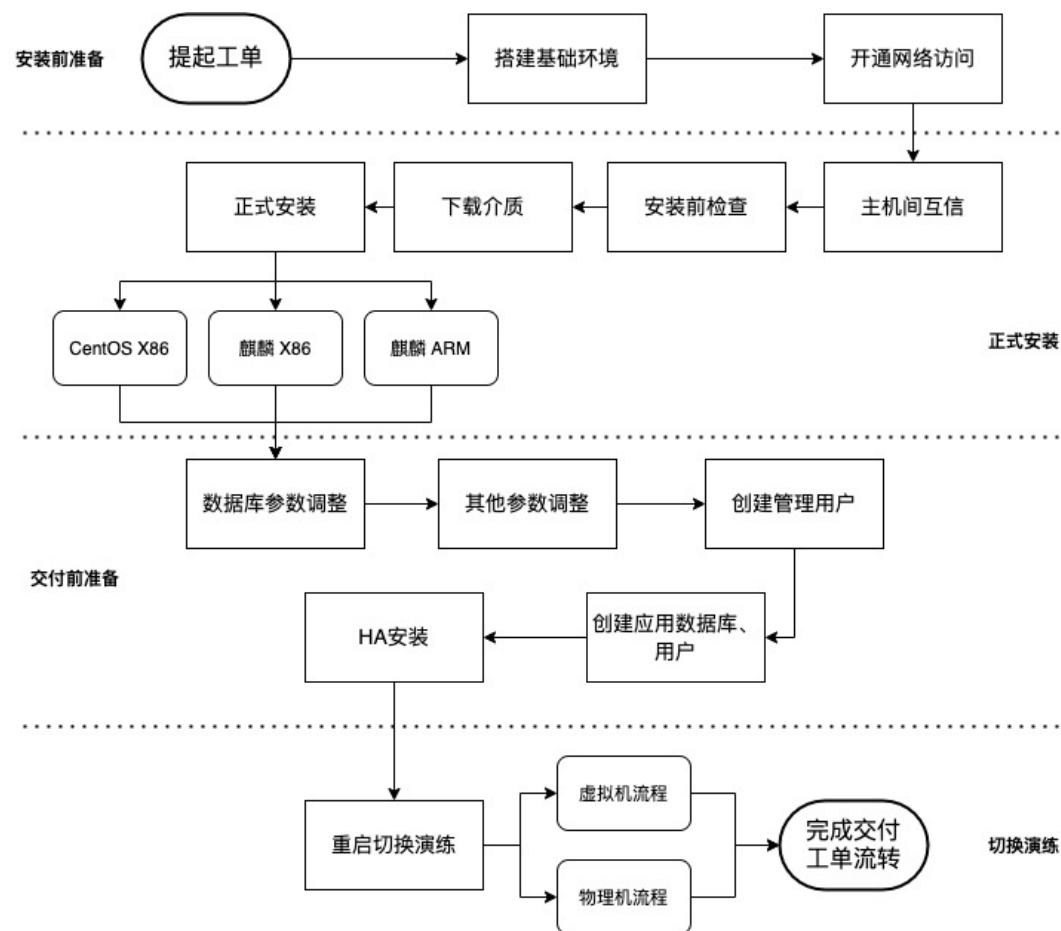 安装前准备
提起工单
搭建基础环境
开通网络访问
正式安装
下载介质
安装前检查
主机间互信
CentOS X86
麒麟 X86
麒麟 ARM
正式安装
数据库参数调整
其他参数调整
创建管理用户
交付前准备
HA安装
创建应用数据库、
用户
重启切换演练
虚拟机流程
物理机流程
完成交付
工单流转
切换演练